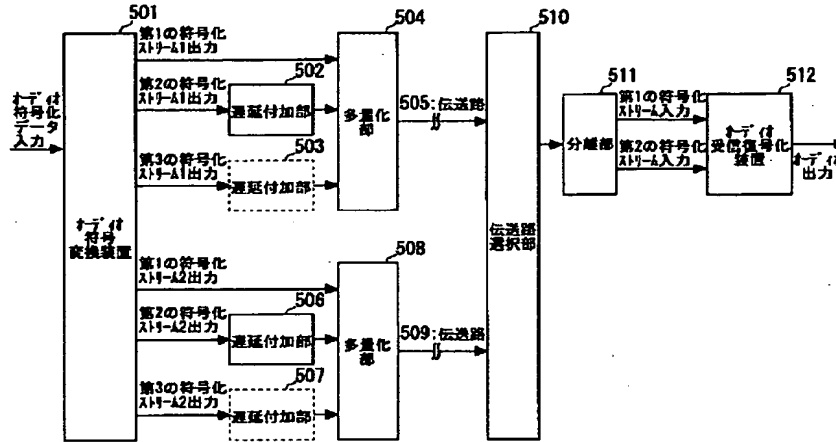 501
オーディオ
符号化
データ
入力
オーディオ
符号
変換装置
第1の符号化
ストリーム1出力
第2の符号化
ストリーム1出力
502
遅延付加部
第3の符号化
ストリーム1出力
503
遅延付加部
504
多重化
部
505:伝送路
第1の符号化
ストリーム2出力
第2の符号化
ストリーム2出力
506
遅延付加部
第3の符号化
ストリーム2出力
507
遅延付加部
508
多重化
部
509:伝送路
510
伝送路
選択部
511
分離部
第1の符号化
ストリーム入力
第2の符号化
ストリーム入力
512
オーディオ
受信復号化
装置
オーディオ
出力